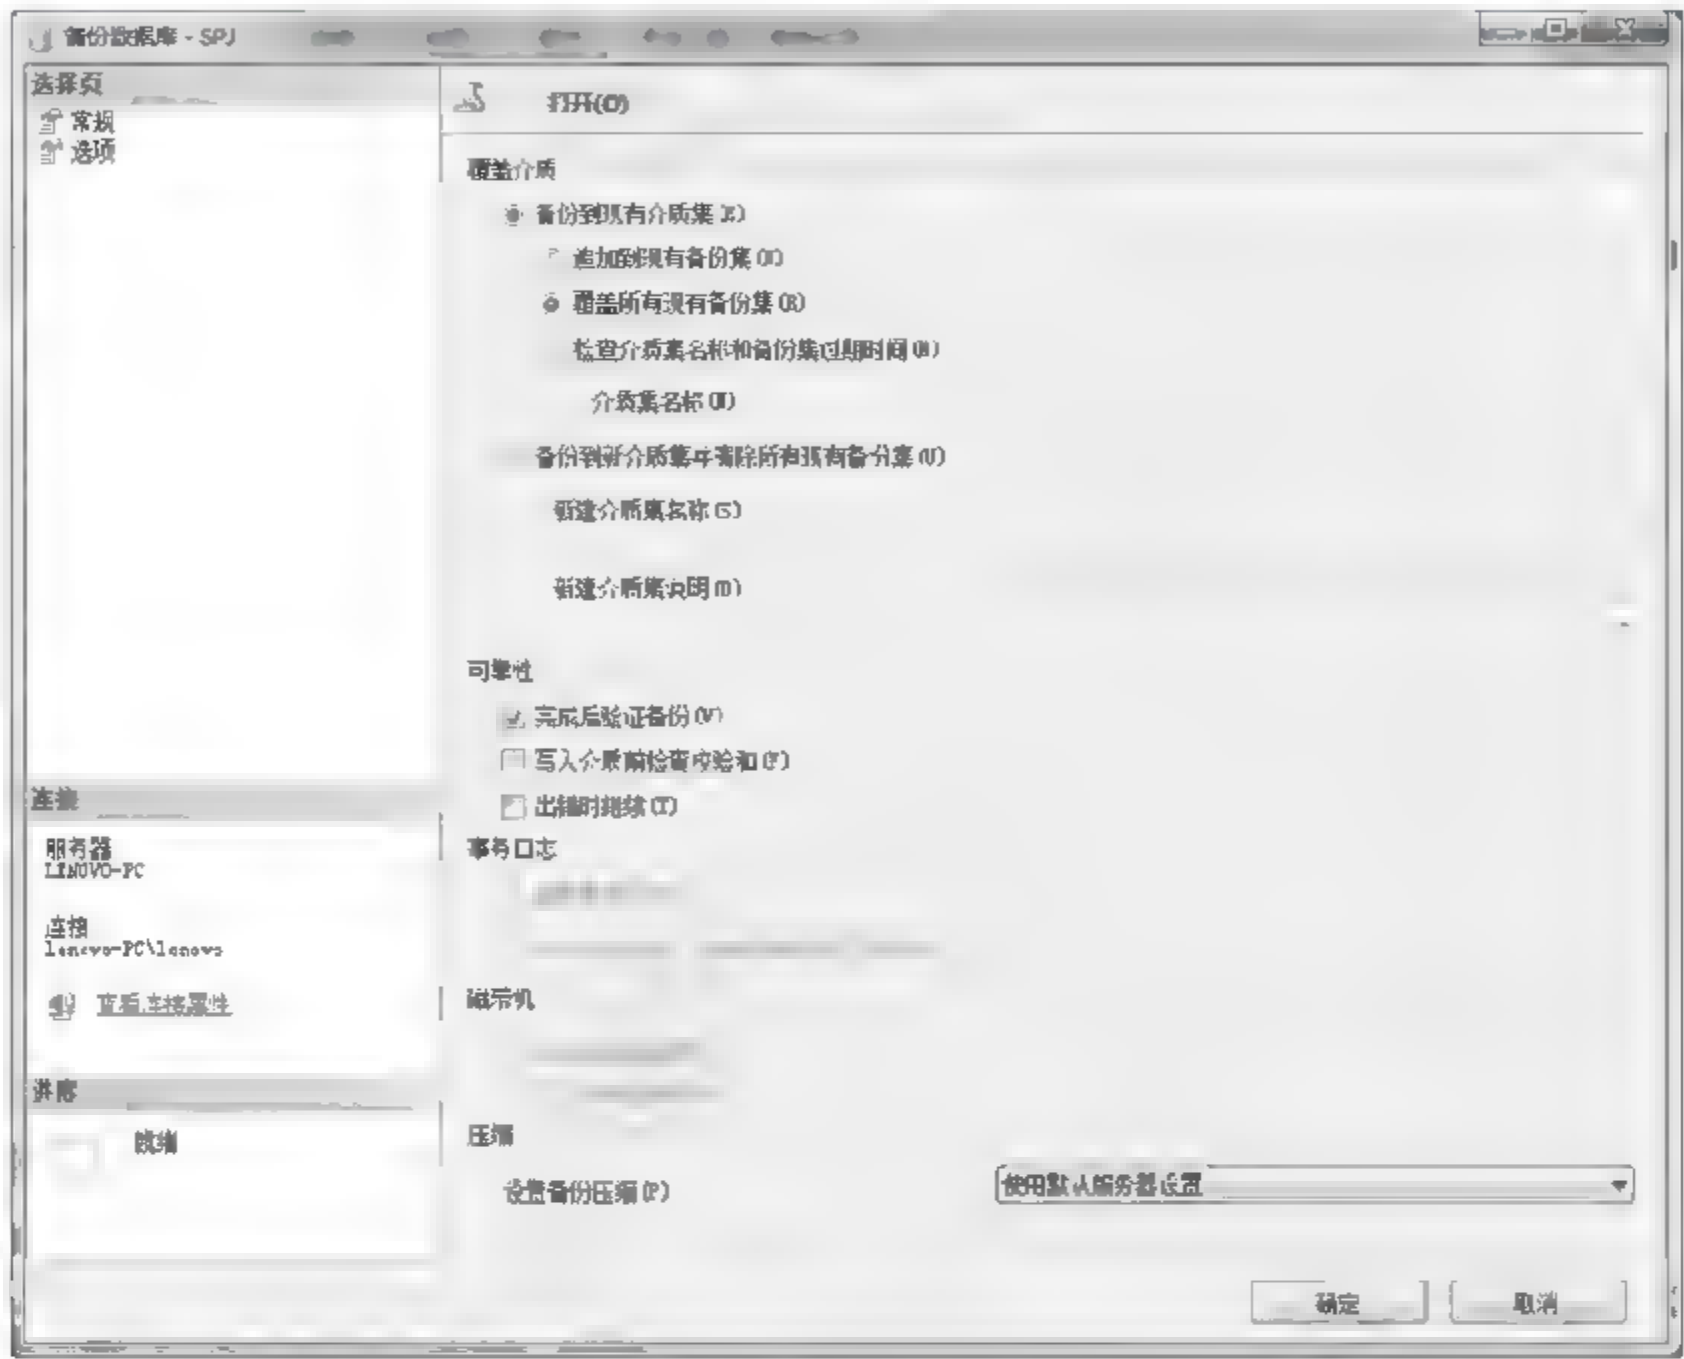 备份数据库 - SPJ
选择页
常规
选项
打开(O)
覆盖介质
备份到现有介质集(E)
追加到现有备份集(H)
覆盖所有现有备份集(R)
检查介质集名称和备份集过期时间(M)
介质集名称(N)
备份到新介质集并清除所有现有备份集(U)
新建介质集名称(S)
新建介质集说明(D)
可靠性
完成后验证备份(V)
写入介质前检查校验和(F)
出错时继续(T)
连接
服务器
LENOVO-PC
连接
lenovo-PC\lenovo
查看连接属性
事务日志
磁带机
进度
就绪
压缩
设置备份压缩(P)
使用默认服务器设置
确定
取消